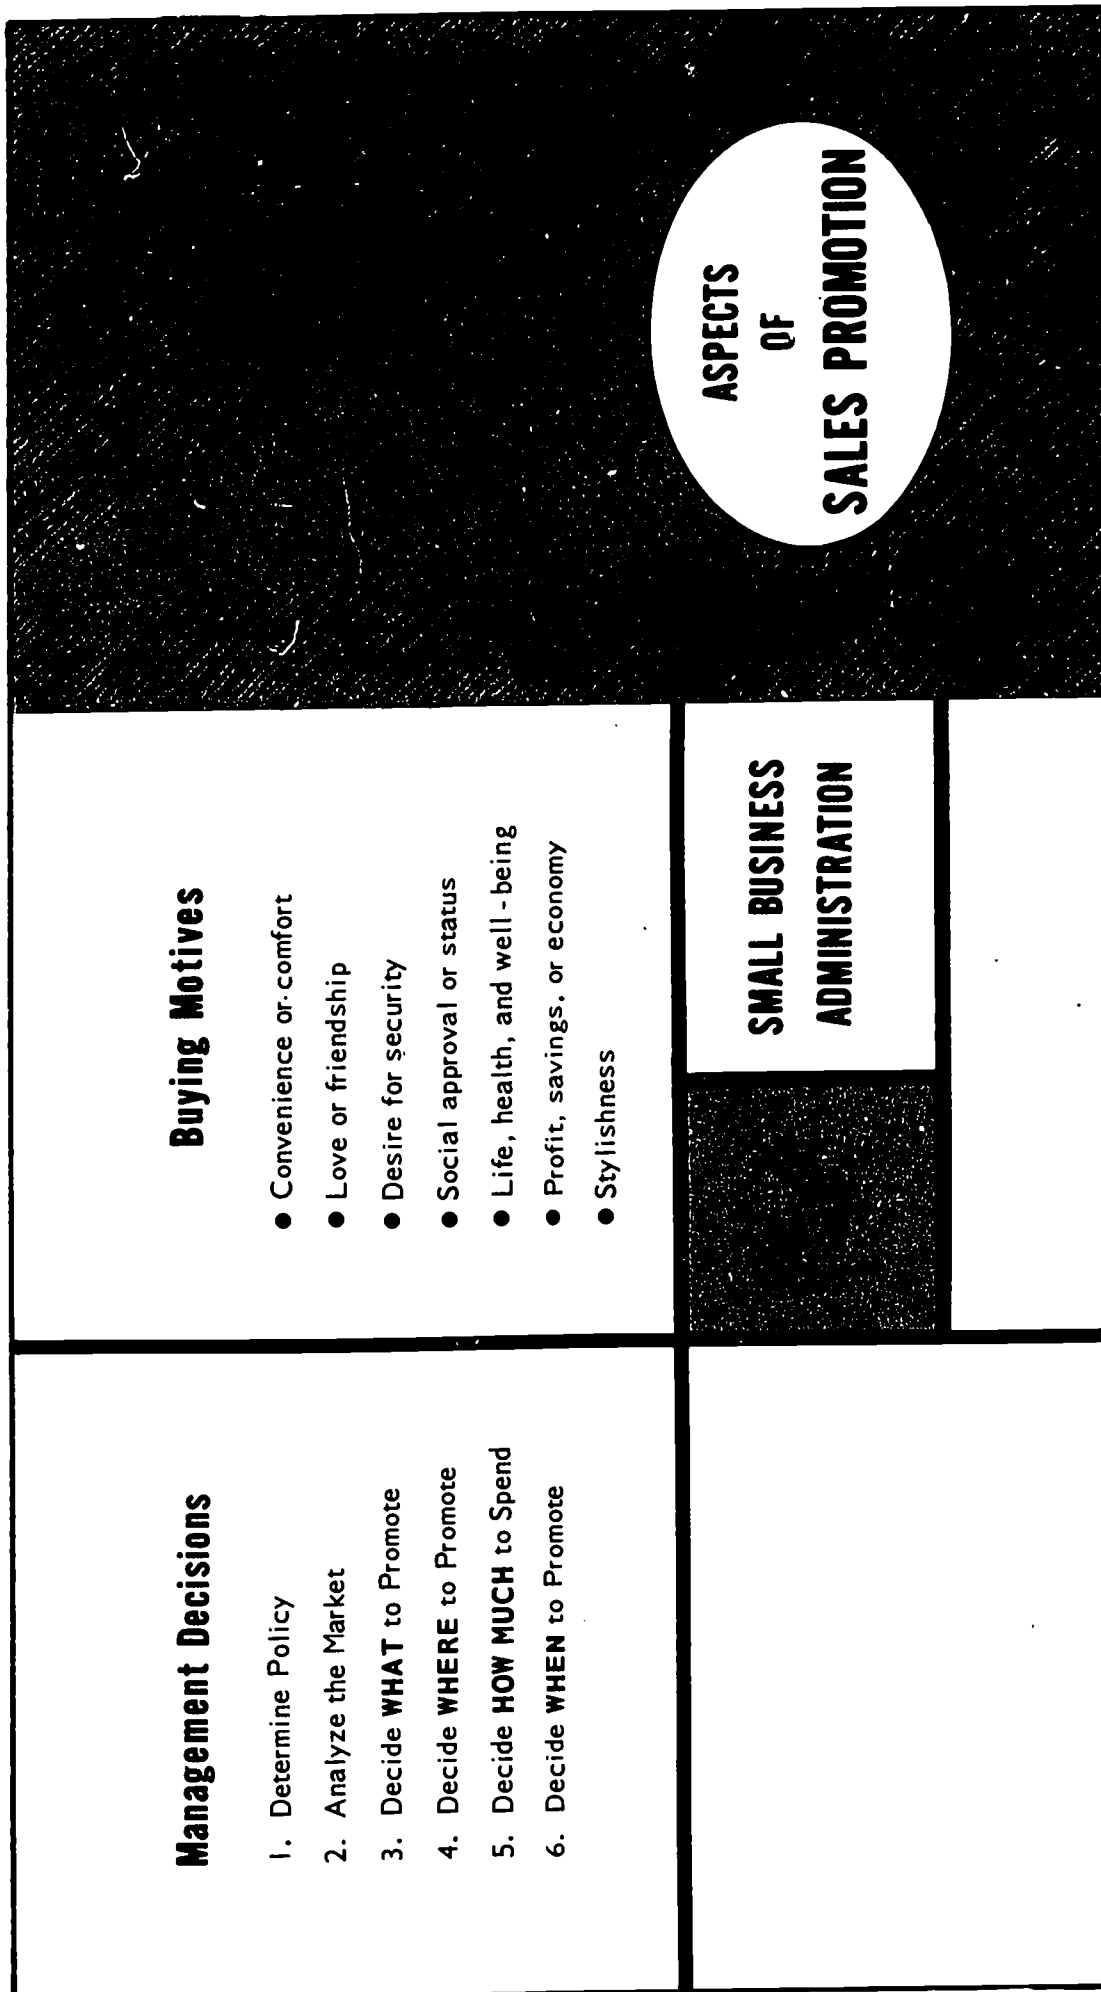 Management Decisions
1. Determine Policy
2. Analyze the Market
3. Decide WHAT to Promote
4. Decide WHERE to Promote
5. Decide HOW MUCH to Spend
6. Decide WHEN to Promote
Buying Motives
● Convenience or comfort
● Love or friendship
● Desire for security
● Social approval or status
● Life, health, and well-being
● Profit, savings, or economy
● Stylishness
SMALL BUSINESS
ADMINISTRATION
ASPECTS
OF
SALES PROMOTION